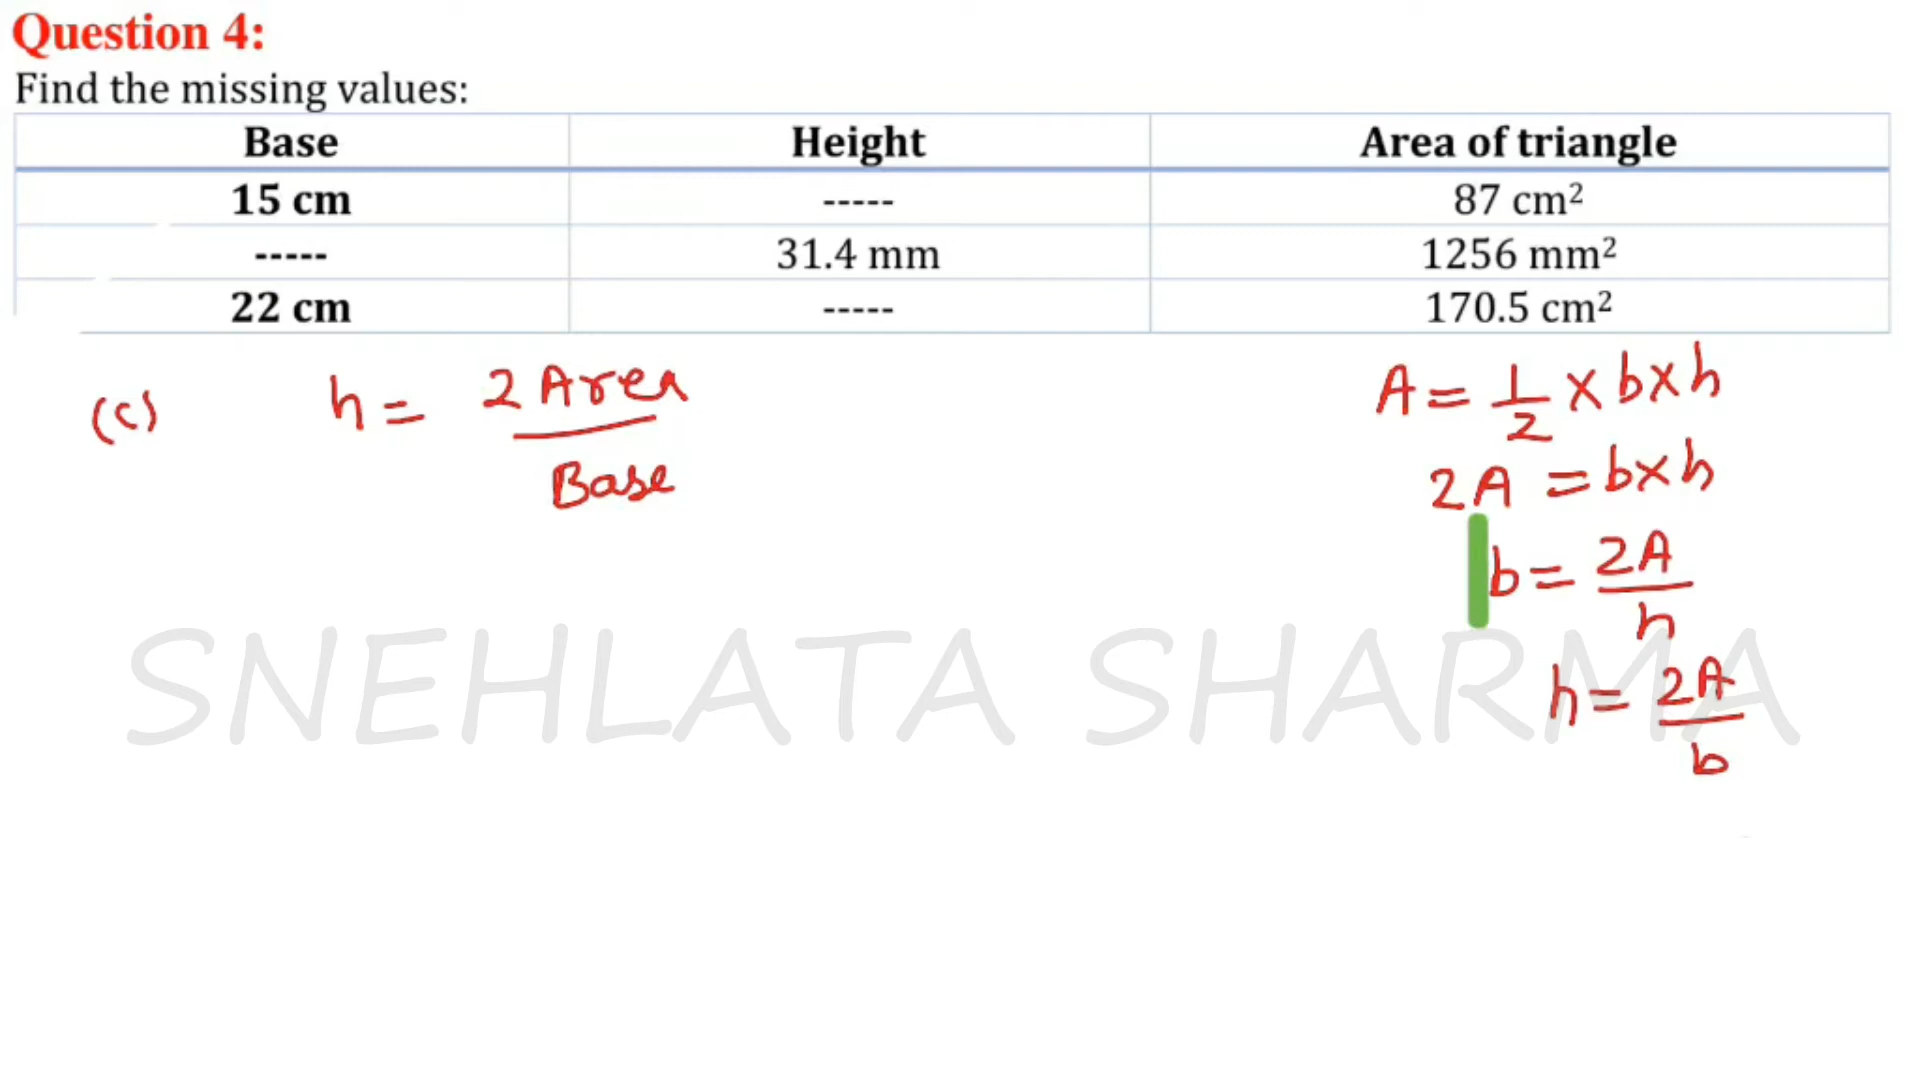 Question 4:
Find the missing values:
Base Height Area of triangle
15 cm ----- 87 cm²
----- 31.4 mm 1256 mm²
22 cm ----- 170.5 cm²
(c) h = 2 Area / Base
A = 1/2 × b × h
2A = b × h
b = 2A / h
h = 2A / b
SNEHLATA SHARMA